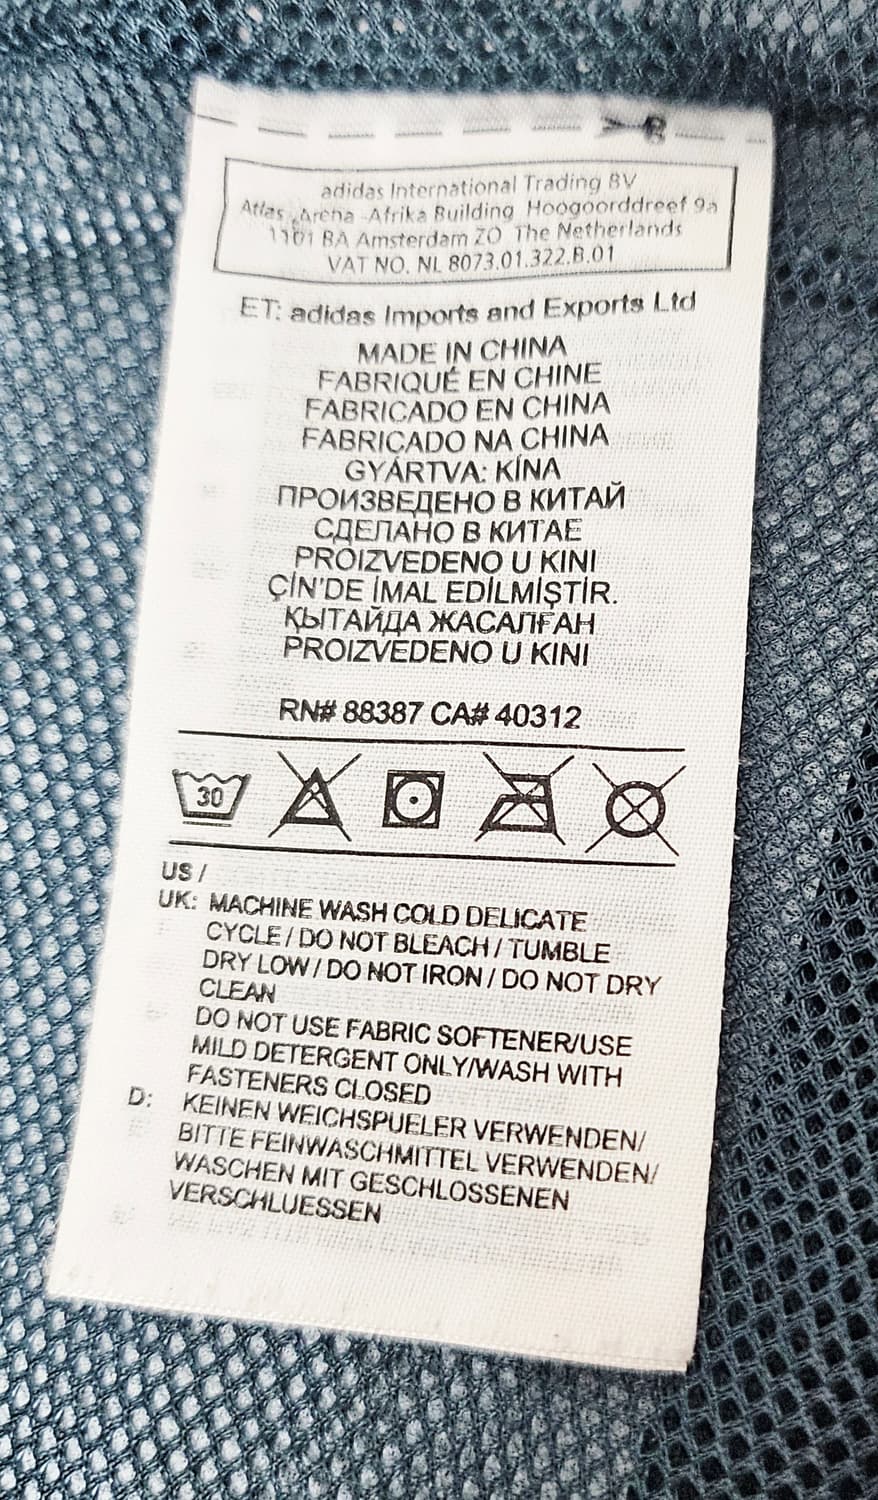 adidas International Trading BV
Atlas Arena -Afrika Building Hoogoorddreef 9a
1101 BA Amsterdam ZO The Netherlands
VAT NO. NL 8073.01.322.B.01
ET: adidas Imports and Exports Ltd
MADE IN CHINA
FABRIQUÉ EN CHINE
FABRICADO EN CHINA
FABRICADO NA CHINA
GYÁRTVA: KÍNA
ПРОИЗВЕДЕНО В КИТАЙ
СДЕЛАНО В КИТАЕ
PROIZVEDENO U KINI
ÇİN'DE İMAL EDİLMİŞTİR.
ҚЫТАЙДА ЖАСАЛҒАН
PROIZVEDENO U KINI
RN# 88387 CA# 40312
30
US /
UK: MACHINE WASH COLD DELICATE
CYCLE / DO NOT BLEACH / TUMBLE
DRY LOW / DO NOT IRON / DO NOT DRY
CLEAN
DO NOT USE FABRIC SOFTENER/USE
MILD DETERGENT ONLY/WASH WITH
FASTENERS CLOSED
D: KEINEN WEICHSPUELER VERWENDEN/
BITTE FEINWASCHMITTEL VERWENDEN/
WASCHEN MIT GESCHLOSSENEN
VERSCHLUESSEN